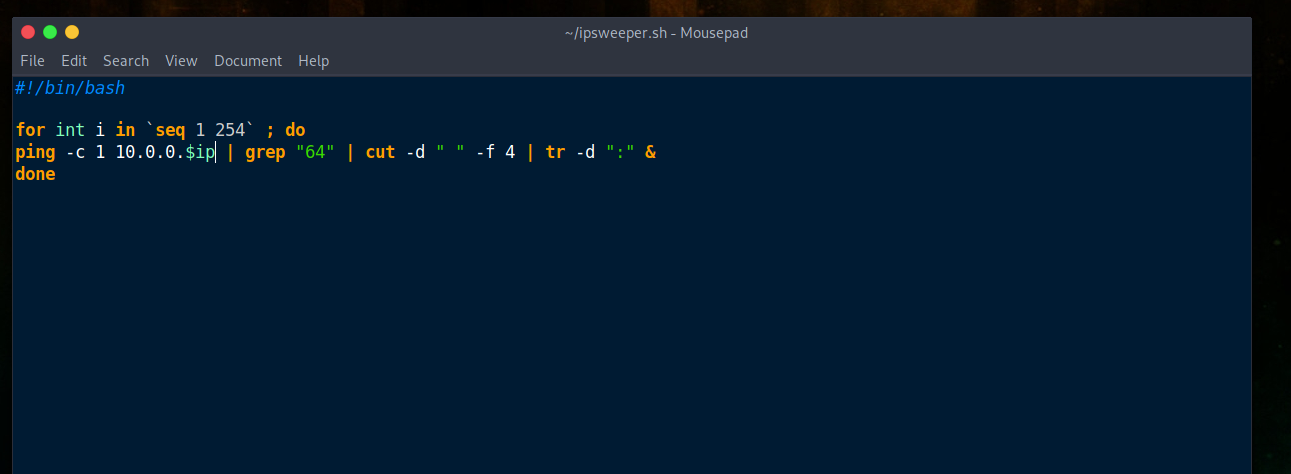 ~/ipsweeper.sh - Mousepad
File Edit Search View Document Help
#!/bin/bash
for int i in `seq 1 254` ; do
ping -c 1 10.0.0.$ip | grep "64" | cut -d " " -f 4 | tr -d ":" &
done